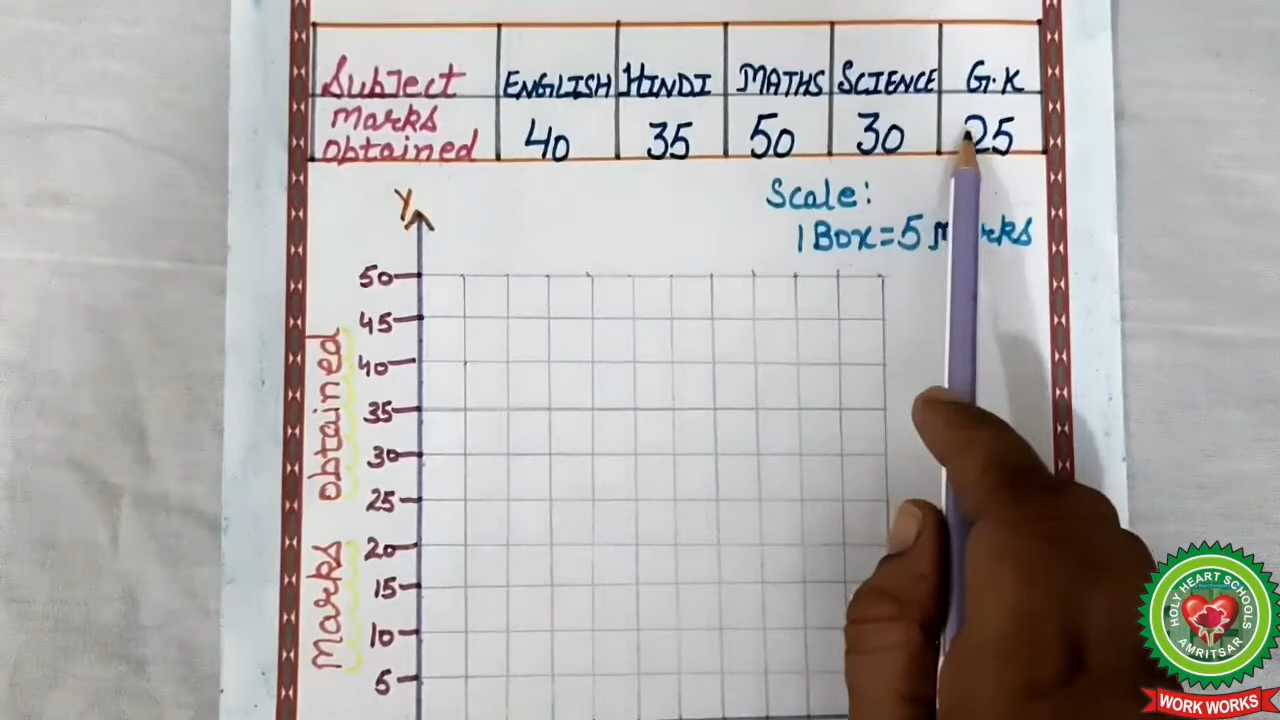 Subject ENGLISH HINDI MATHS SCIENCE G.K
Marks
Obtained 40 35 50 30 25
Scale:
1 Box=5 Marks
Y
50
45
40
35
30
25
20
15
10
5
Marks obtained
HOLY HEART SCHOOLS
AMRITSAR
WORK WORKS